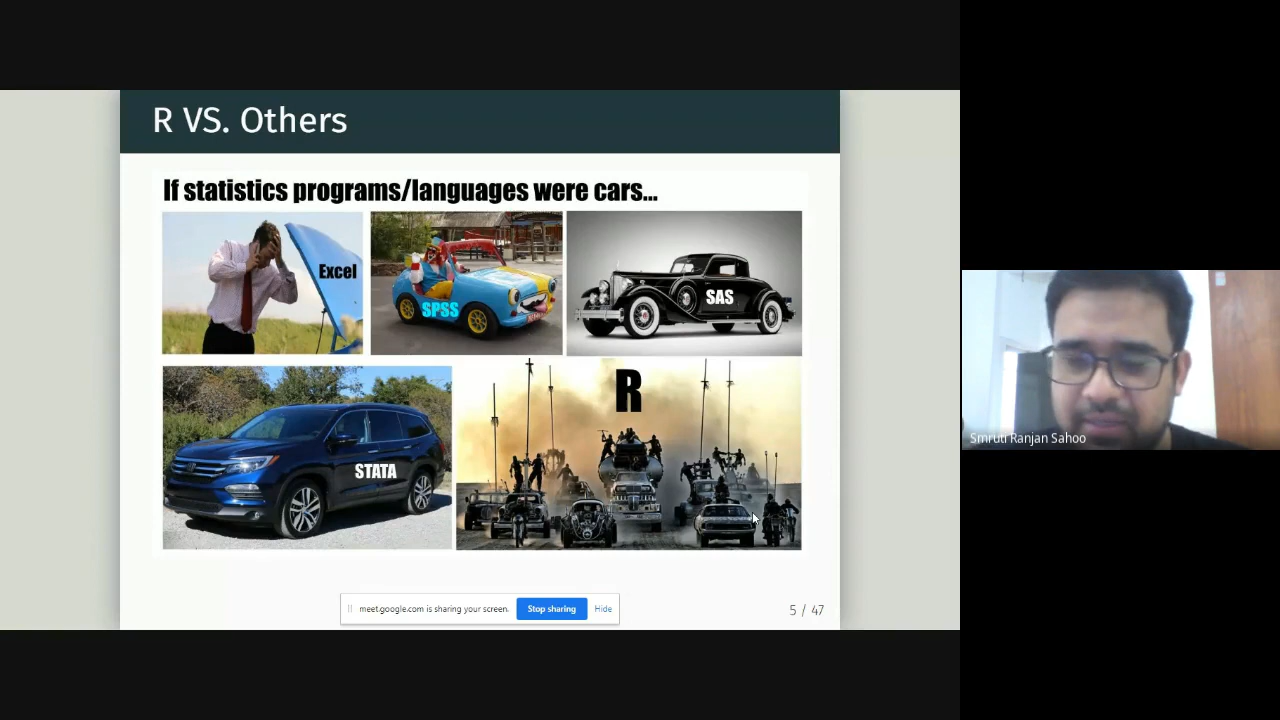 R VS. Others
If statistics programs/languages were cars...
Excel
SPSS
SAS
STATA
R
Smruti Ranjan Sahoo
meet.google.com is sharing your screen.
Stop sharing
Hide
5 / 47